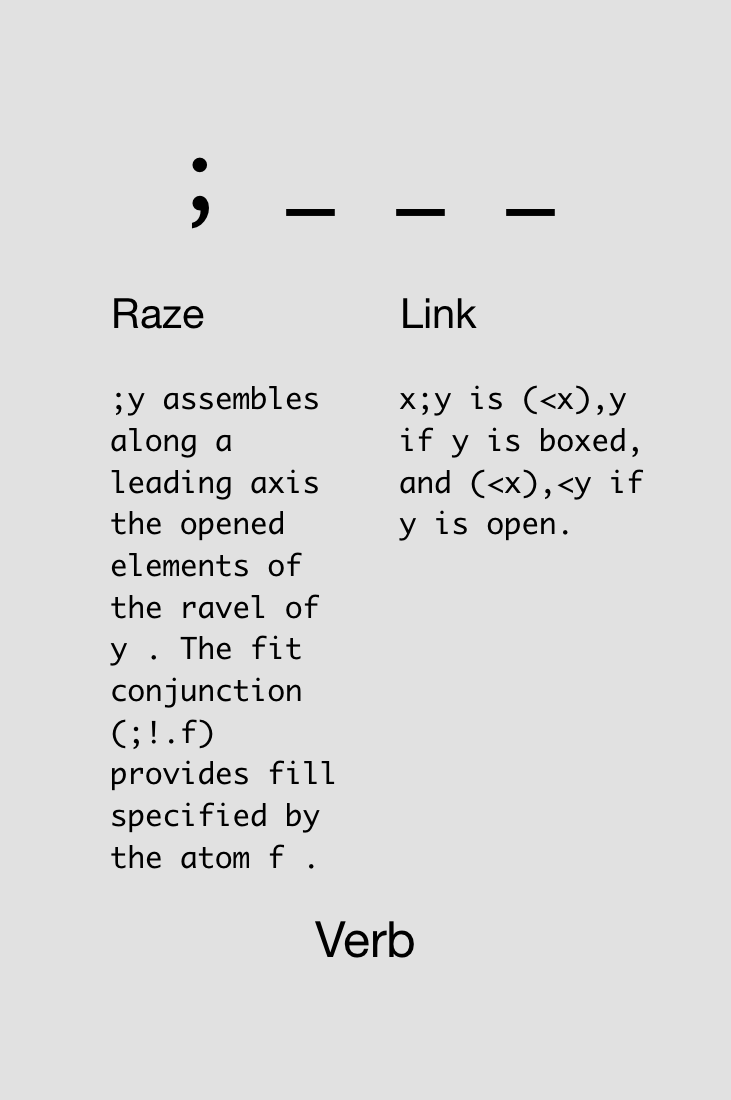 ; _ _ _
Raze
;y assembles
along a
leading axis
the opened
elements of
the ravel of
y . The fit
conjunction
(;!.f)
provides fill
specified by
the atom f .
Link
x;y is (<x),y
if y is boxed,
and (<x),<y if
y is open.
Verb